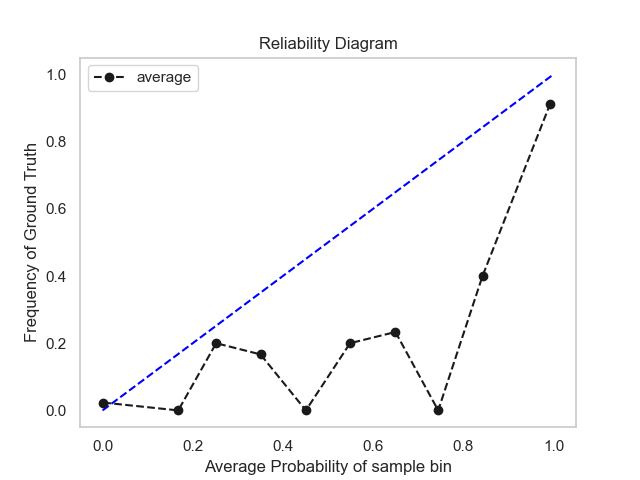 Reliability Diagram
average
1.0
0.8
0.6
0.4
0.2
0.0
Frequency of Ground Truth
0.0 0.2 0.4 0.6 0.8 1.0
Average Probability of sample bin